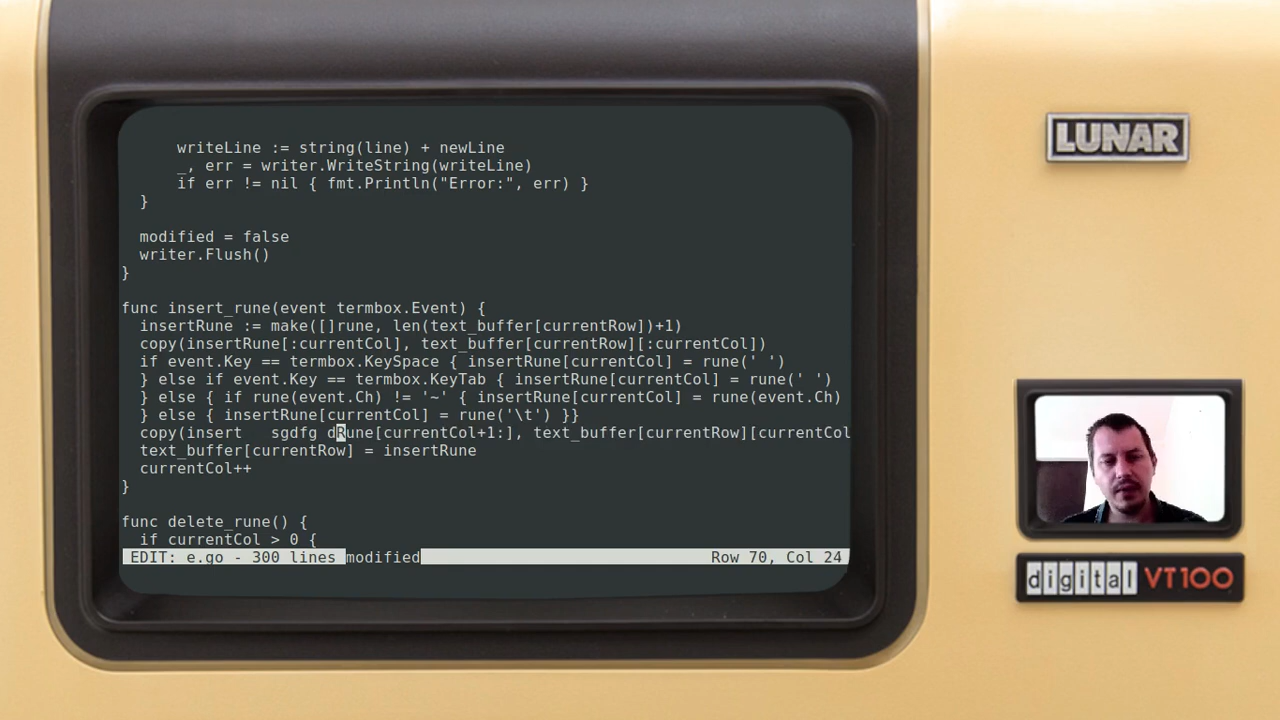 writeLine := string(line) + newLine
      _, err = writer.WriteString(writeLine)
      if err != nil { fmt.Println("Error:", err) }
  }
  modified = false
  writer.Flush()
}
func insert_rune(event termbox.Event) {
  insertRune := make([]rune, len(text_buffer[currentRow])+1)
  copy(insertRune[:currentCol], text_buffer[currentRow][:currentCol])
  if event.Key == termbox.KeySpace { insertRune[currentCol] = rune(' ')
  } else if event.Key == termbox.KeyTab { insertRune[currentCol] = rune(' ')
  } else { if rune(event.Ch) != '~' { insertRune[currentCol] = rune(event.Ch)
  } else { insertRune[currentCol] = rune('\t') }}
  copy(insert   sgdfg dRune[currentCol+1:], text_buffer[currentRow][currentCol
  text_buffer[currentRow] = insertRune
  currentCol++
}
func delete_rune() {
  if currentCol > 0 {
EDIT: e.go - 300 lines modified Row 70, Col 24
LUNAR
digital VT100